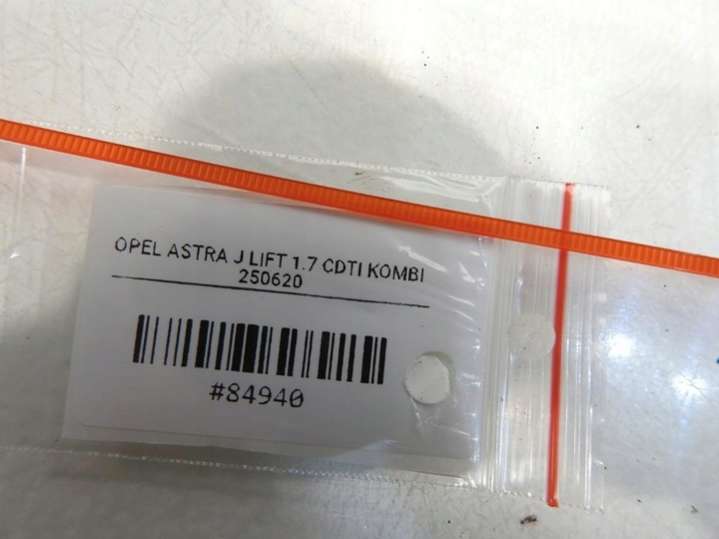 OPEL ASTRA J LIFT 1.7 CDTI KOMBI
250620
#84940